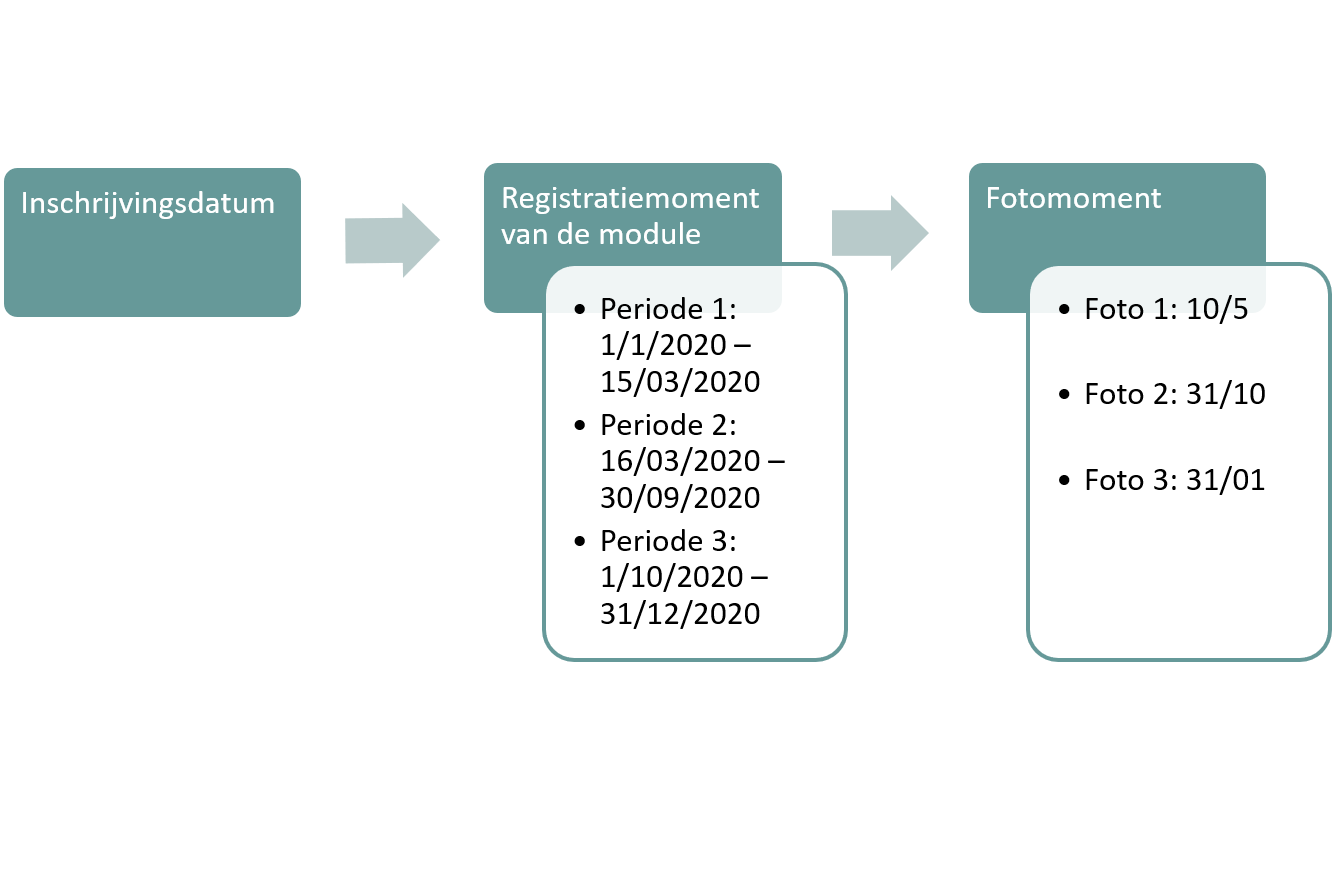 Inschrijvingsdatum
Registratiemoment
van de module
• Periode 1:
1/1/2020 –
15/03/2020
• Periode 2:
16/03/2020 –
30/09/2020
• Periode 3:
1/10/2020 –
31/12/2020
Fotomoment
• Foto 1: 10/5
• Foto 2: 31/10
• Foto 3: 31/01